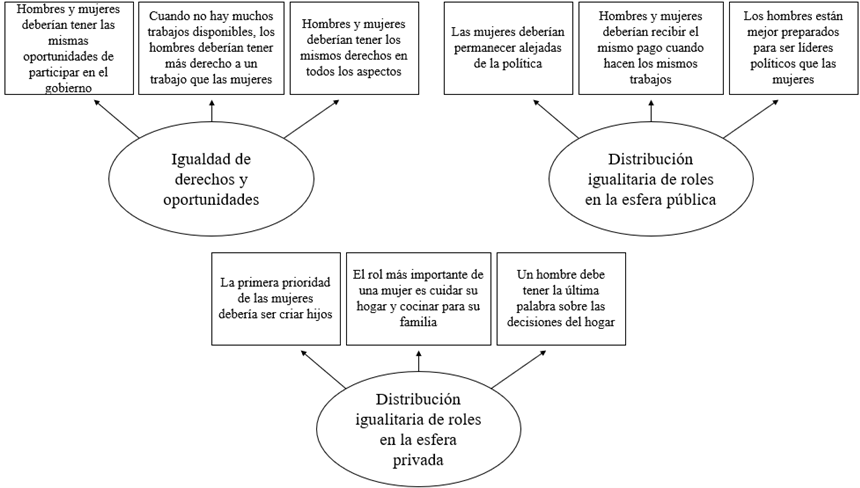 Hombres y mujeres
deberían tener las
mismas
oportunidades de
participar en el
gobierno
Cuando no hay muchos
trabajos disponibles, los
hombres deberían tener
más derecho a un
trabajo que las mujeres
Hombres y mujeres
deberían tener los
mismos derechos en
todos los aspectos
Igualdad de
derechos y
oportunidades
Las mujeres deberían
permanecer alejadas
de la política
Hombres y mujeres
deberían recibir el
mismo pago cuando
hacen los mismos
trabajos
Los hombres están
mejor preparados
para ser líderes
políticos que las
mujeres
Distribución
igualitaria de roles
en la esfera pública
La primera prioridad
de las mujeres
debería ser criar hijos
El rol más importante de
una mujer es cuidar su
hogar y cocinar para su
familia
Un hombre debe
tener la última
palabra sobre las
decisiones del hogar
Distribución
igualitaria de roles
en la esfera
privada